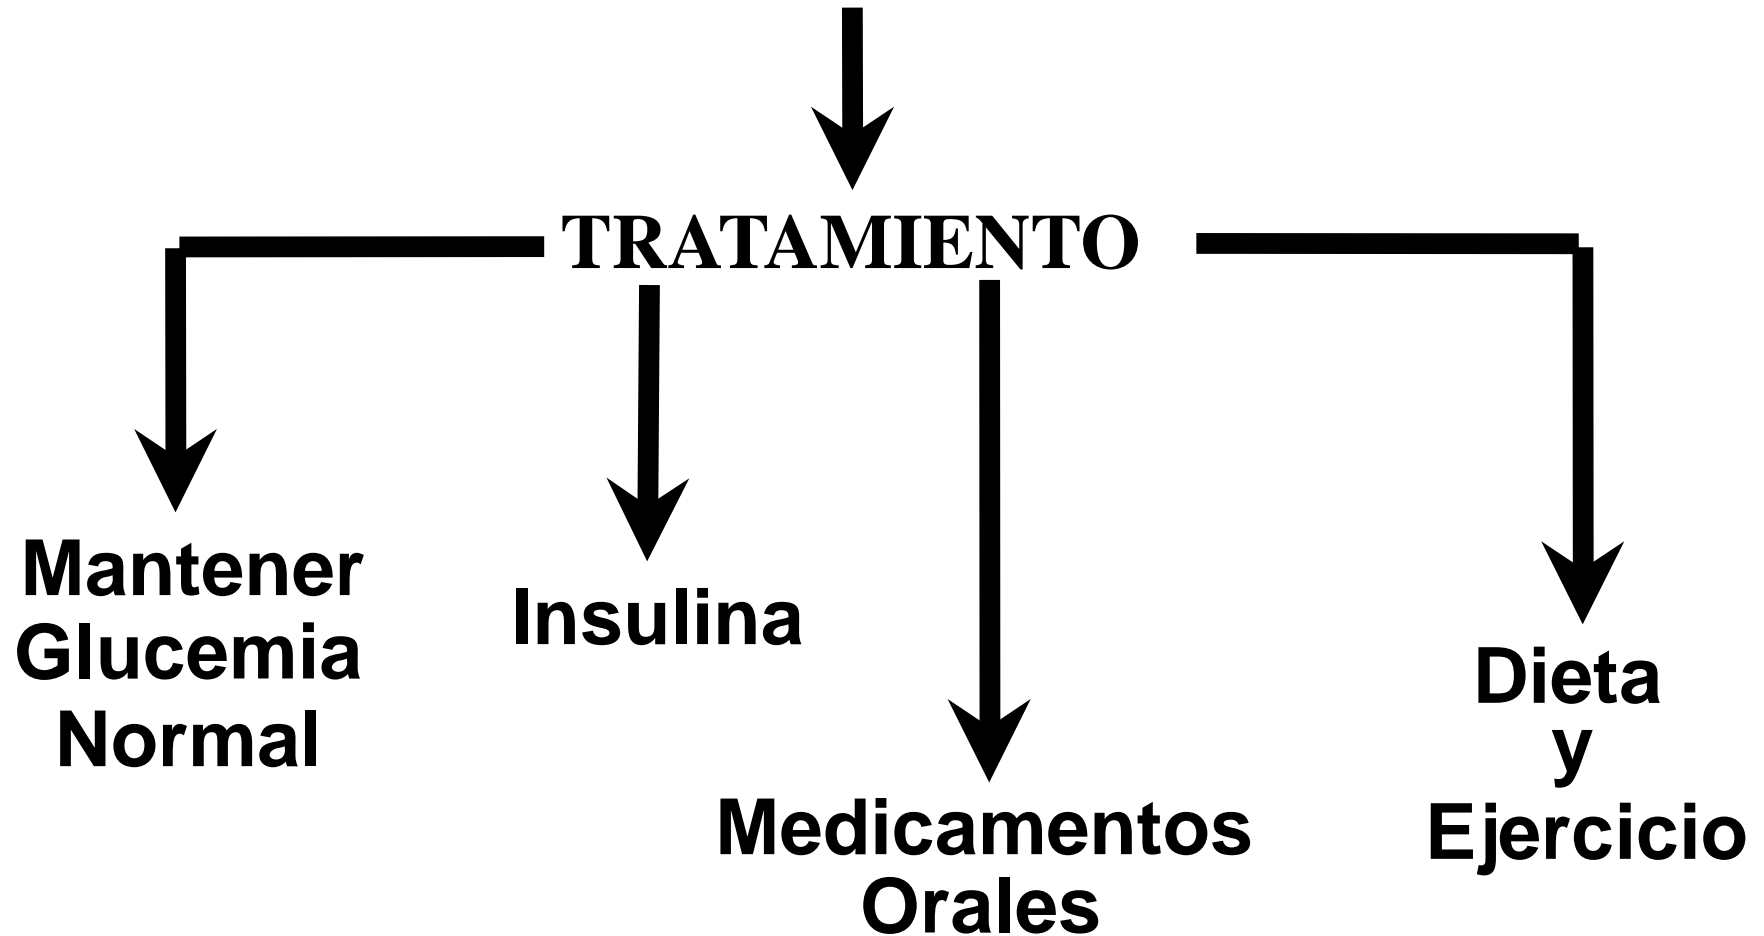 TRATAMIENTO
Mantener
Glucemia
Normal
Insulina
Medicamentos
Orales
Dieta
y
Ejercicio